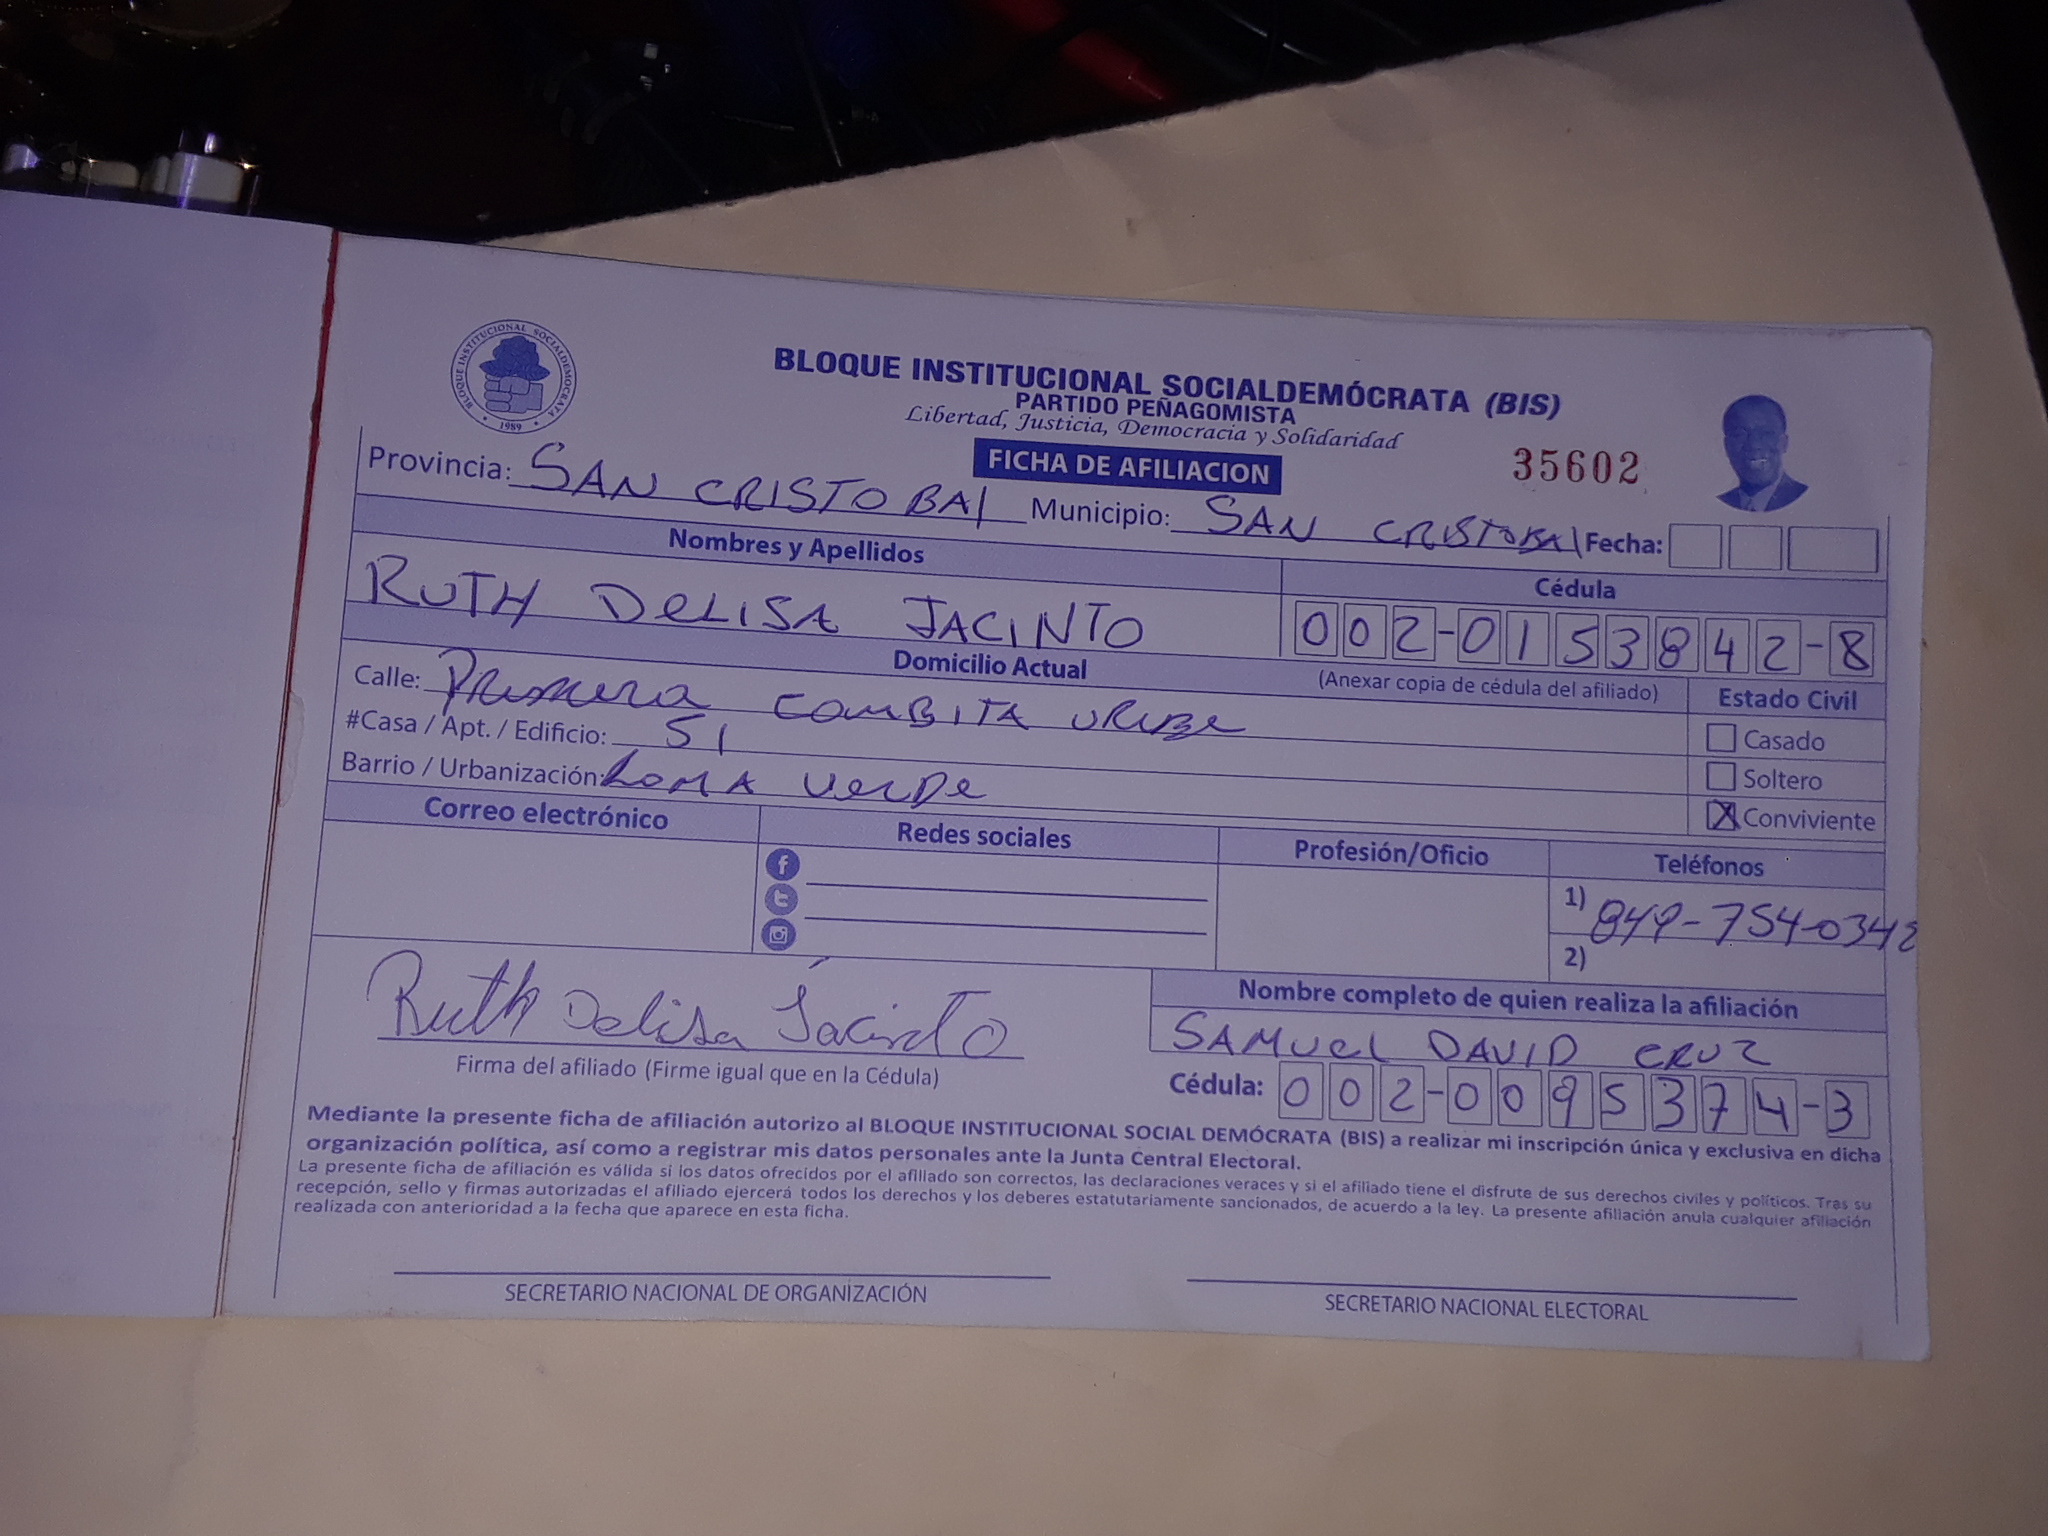 BLOQUE INSTITUCIONAL SOCIALDEMÓCRATA
1989
BLOQUE INSTITUCIONAL SOCIALDEMÓCRATA (BIS)
PARTIDO PEÑAGOMISTA
Libertad, Justicia, Democracia y Solidaridad
FICHA DE AFILIACION
35602
Provincia: SAN CRISTOBAl Municipio: SAN CRISTOBAl Fecha:
Nombres y Apellidos
Cédula
RUTH DELISA JACINTO
002-0153842-8
Domicilio Actual
(Anexar copia de cédula del afiliado)
Estado Civil
Calle: Primera COMBITA URIBE
#Casa / Apt. / Edificio: 51
Barrio / Urbanización: LOMA VerDe
Casado
Soltero
X Conviviente
Correo electrónico
Redes sociales
Profesión/Oficio
Teléfonos
1) 849-754-0342
2)
Ruth Delisa Jacinto
Firma del afiliado (Firme igual que en la Cédula)
Nombre completo de quien realiza la afiliación
SAMUel DAVID CRUZ
Cédula: 002-0095374-3
Mediante la presente ficha de afiliación autorizo al BLOQUE INSTITUCIONAL SOCIAL DEMÓCRATA (BIS) a realizar mi inscripción única y exclusiva en dicha
organización política, así como a registrar mis datos personales ante la Junta Central Electoral.
La presente ficha de afiliación es válida si los datos ofrecidos por el afiliado son correctos, las declaraciones veraces y si el afiliado tiene el disfrute de sus derechos civiles y políticos. Tras su
recepción, sello y firmas autorizadas el afiliado ejercerá todos los derechos y los deberes estatutariamente sancionados, de acuerdo a la ley. La presente afiliación anula cualquier afiliación
realizada con anterioridad a la fecha que aparece en esta ficha.
SECRETARIO NACIONAL DE ORGANIZACIÓN
SECRETARIO NACIONAL ELECTORAL